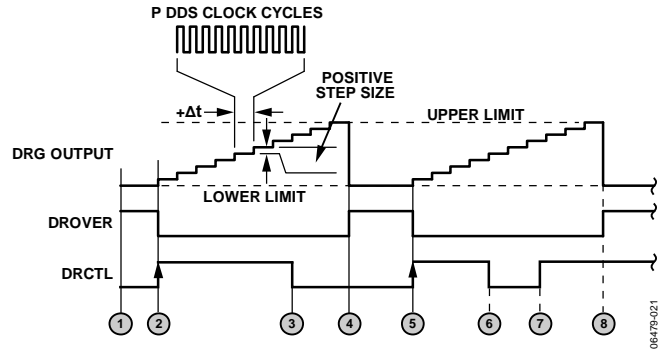 P DDS CLOCK CYCLES
POSITIVE
STEP SIZE
+Δt
UPPER LIMIT
DRG OUTPUT
LOWER LIMIT
DROVER
DRCTL
1 2 3 4 5 6 7 8
06479-021